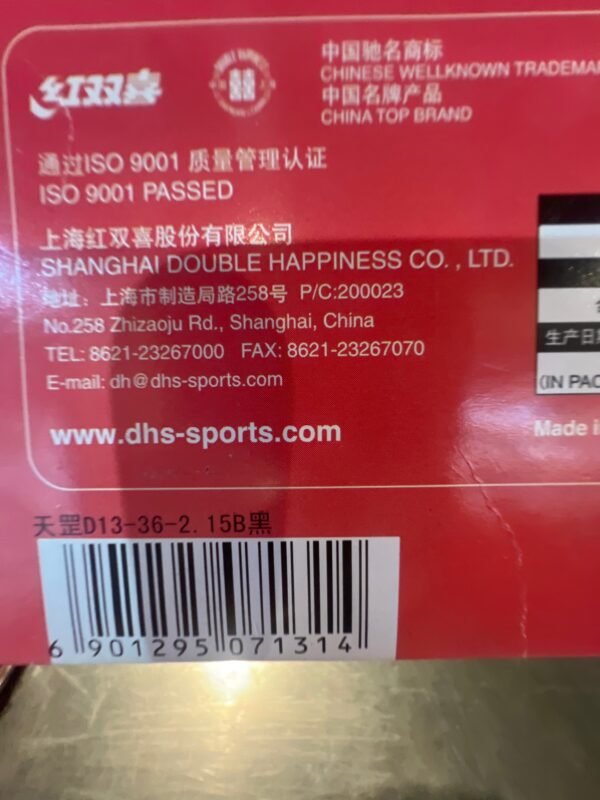 红双喜
中国驰名商标
CHINESE WELLKNOWN TRADEMA
中国名牌产品
CHINA TOP BRAND
通过ISO 9001 质量管理认证
ISO 9001 PASSED
上海红双喜股份有限公司
SHANGHAI DOUBLE HAPPINESS CO. , LTD.
地址：上海市制造局路258号 P/C:200023
No.258 Zhizaoju Rd., Shanghai, China
TEL: 8621-23267000 FAX: 8621-23267070
E-mail: dh@dhs-sports.com
www.dhs-sports.com
生产日
(IN PAC
Made i
天罡D13-36-2.15B黑
6 901295 071314